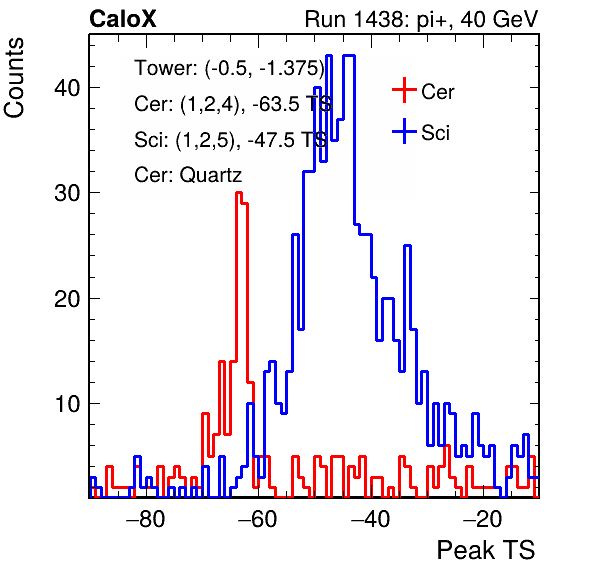 CaloX Run 1438: pi+, 40 GeV
Counts
Tower: (-0.5, -1.375)
Cer: (1,2,4), -63.5 TS
Sci: (1,2,5), -47.5 TS
Cer: Quartz
Cer
Sci
40
30
20
10
−80 −60 −40 −20
Peak TS